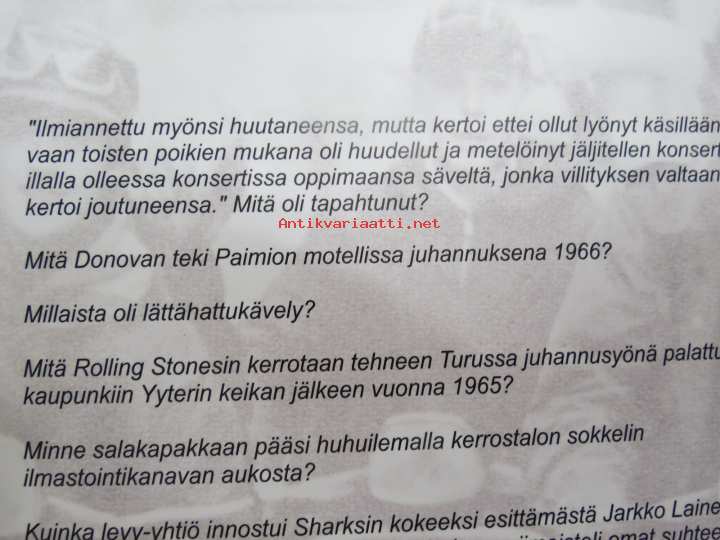 "Ilmiannettu myönsi huutaneensa, mutta kertoi ettei ollut lyönyt käsillään
vaan toisten poikien mukana oli huudellut ja metelöinyt jäljitellen konsert
illalla olleessa konsertissa oppimaansa säveltä, jonka villityksen valtaan
kertoi joutuneensa." Mitä oli tapahtunut?
Antikvariaatti.net
Mitä Donovan teki Paimion motellissa juhannuksena 1966?
Millaista oli lättähattukävely?
Mitä Rolling Stonesin kerrotaan tehneen Turussa juhannusyönä palattu
kaupunkiin Yyterin keikan jälkeen vuonna 1965?
Minne salakapakkaan pääsi huhuilemalla kerrostalon sokkelin
ilmastointikanavan aukosta?
Kuinka levy-yhtiö innostui Sharksin kokeeksi esittämästä Jarkko Laine
omat suhtee